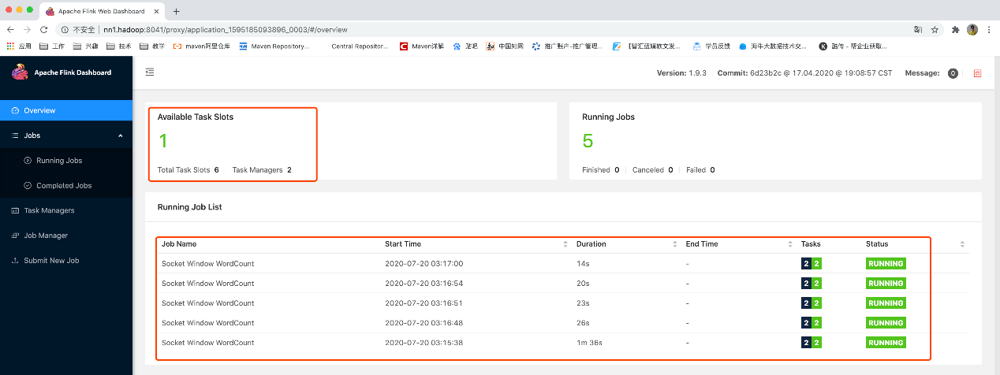 Apache Flink Web Dashboard
不安全 nn1.hadoop:8041/proxy/application_1595185093896_0003/#/overview
应用 工作 兴趣 技术 教学 maven阿里仓库 Maven Repository... Central Repositor... Maven详解 贴吧 中国知网 推广账户-推广管理... 【智汇蓝媒软文发... 学员反馈 海牛大数据技术交... 酷传 - 帮企业获取...
Apache Flink Dashboard
Version: 1.9.3 Commit: 6d23b2c @ 17.04.2020 @ 19:08:57 CST Message: 0
Overview
Jobs
Running Jobs
Completed Jobs
Task Managers
Job Manager
Submit New Job
Available Task Slots
1
Total Task Slots 6 Task Managers 2
Running Jobs
5
Finished 0 Canceled 0 Failed 0
Running Job List
Job Name Start Time Duration End Time Tasks Status
Socket Window WordCount 2020-07-20 03:17:00 14s - 2 2 RUNNING
Socket Window WordCount 2020-07-20 03:16:54 20s - 2 2 RUNNING
Socket Window WordCount 2020-07-20 03:16:51 23s - 2 2 RUNNING
Socket Window WordCount 2020-07-20 03:16:48 26s - 2 2 RUNNING
Socket Window WordCount 2020-07-20 03:15:38 1m 36s - 2 2 RUNNING